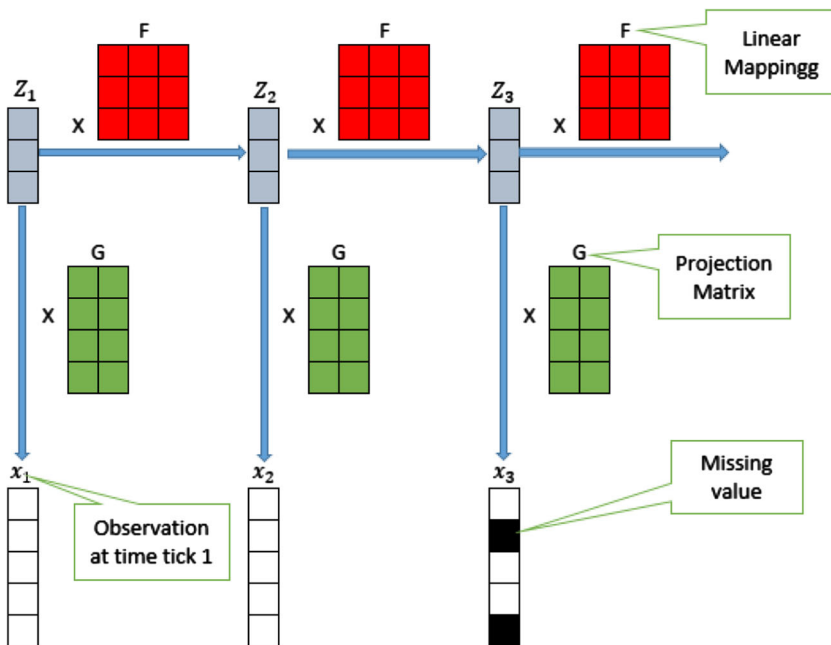 F F F
Linear
Mappingg
Z₁ Z₂ Z₃
X X X
G G G
Projection
Matrix
X X X
x₁ x₂ x₃
Missing
value
Observation
at time tick 1